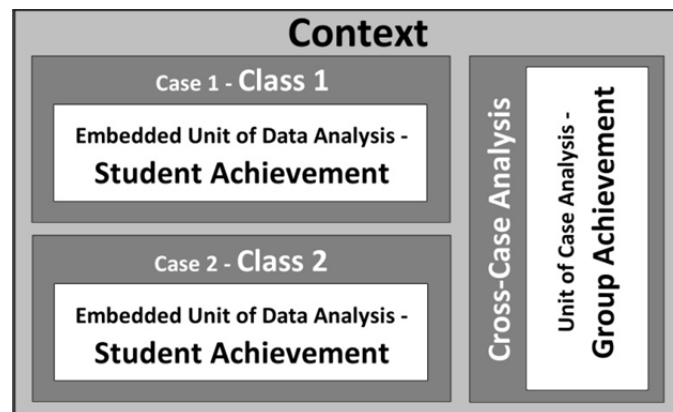 Context
Case 1 - Class 1
Embedded Unit of Data Analysis -
Student Achievement
Case 2 - Class 2
Embedded Unit of Data Analysis -
Student Achievement
Cross-Case Analysis
Unit of Case Analysis -
Group Achievement